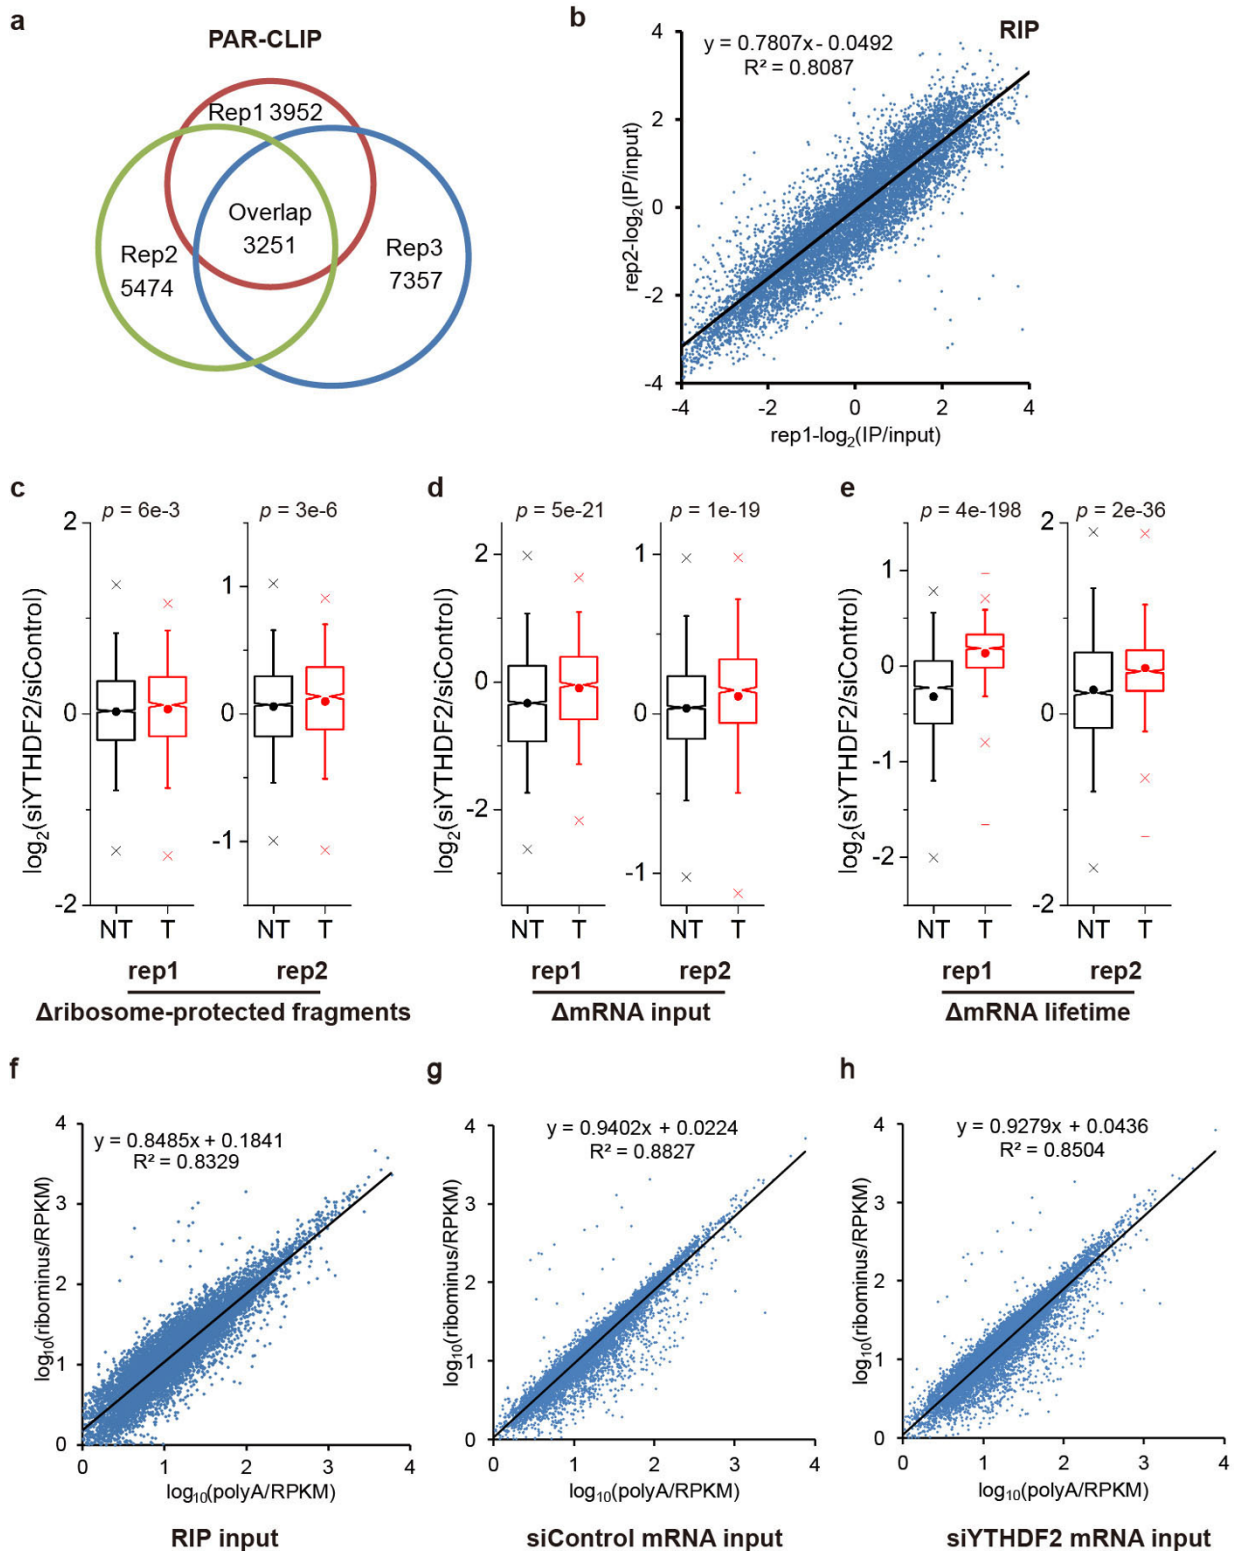 a
PAR-CLIP
Rep1 3952
Overlap
3251
Rep2
5474
Rep3
7357
b
RIP
y = 0.7807x - 0.0492
R² = 0.8087
4
2
0
-2
-4
-4 -2 0 2 4
rep2-log₂(IP/input)
rep1-log₂(IP/input)
c
p = 6e-3
p = 3e-6
log₂(siYTHDF2/siControl)
2
0
-2
1
0
-1
NT T
NT T
rep1
rep2
Δribosome-protected fragments
d
p = 5e-21
p = 1e-19
2
0
-2
1
0
-1
NT T
NT T
rep1
rep2
ΔmRNA input
e
p = 4e-198
p = 2e-36
log₂(siYTHDF2/siControl)
1
0
-1
-2
2
0
-2
NT T
NT T
rep1
rep2
ΔmRNA lifetime
f
y = 0.8485x + 0.1841
R² = 0.8329
log₁₀(ribominus/RPKM)
4
3
2
1
0
0 1 2 3 4
log₁₀(polyA/RPKM)
RIP input
g
y = 0.9402x + 0.0224
R² = 0.8827
log₁₀(ribominus/RPKM)
4
3
2
1
0
0 1 2 3 4
log₁₀(polyA/RPKM)
siControl mRNA input
h
y = 0.9279x + 0.0436
R² = 0.8504
log₁₀(ribominus/RPKM)
4
3
2
1
0
0 1 2 3 4
log₁₀(polyA/RPKM)
siYTHDF2 mRNA input